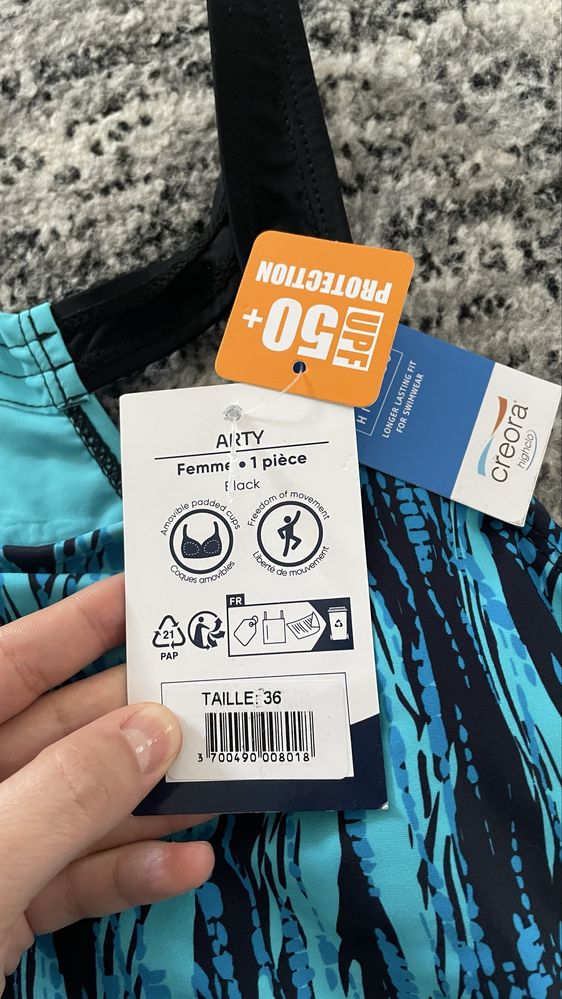 UPF
50+
PROTECTION
H
LONGER LASTING FIT
FOR SWIMWEAR
creora®
highclo
ARTY
Femme • 1 pièce
Black
Amovible padded cups
Coques amovibles
Freedom of movement
Liberté de mouvement
21
PAP
FR
TAILLE: 36
3 700490 008018